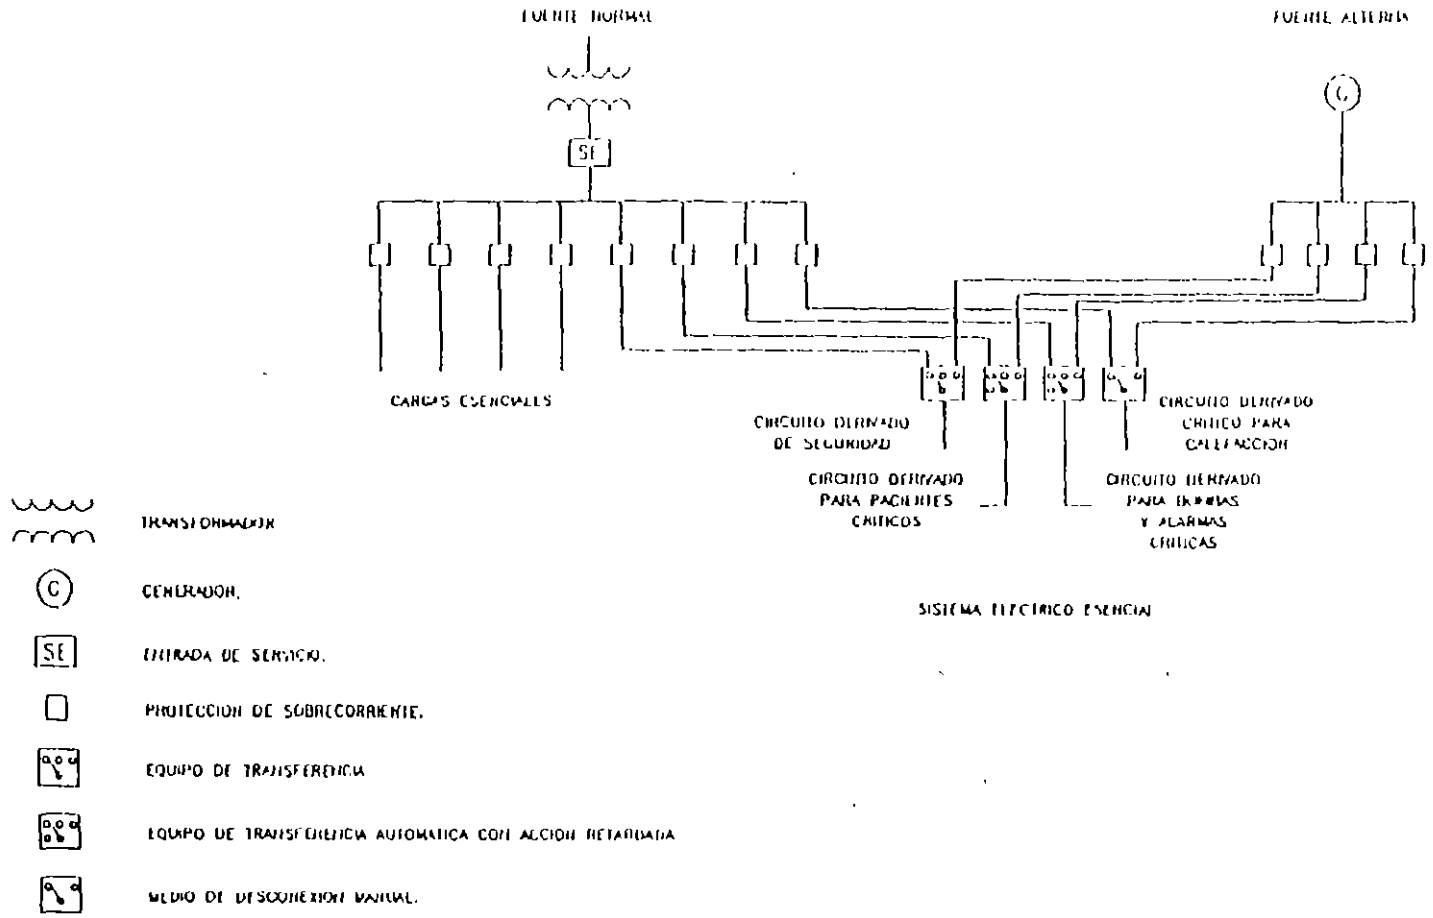 FUENTE NORMAL
FUENTE ALTERNA
G
SE
CARGAS ESENCIALES
CIRCUITO DERIVADO
DE SEGURIDAD
CIRCUITO DERIVADO
PARA PACIENTES
CRITICOS
CIRCUITO DERIVADO
CRITICO PARA
CALEFACCION
CIRCUITO DERIVADO
PARA BOMBAS
Y ALARMAS
CRITICAS
SISTEMA ELECTRICO ESENCIAL
TRANSFORMADOR
G
GENERADOR.
SE
ENTRADA DE SERVICIO.
PROTECCION DE SOBRECORRIENTE.
EQUIPO DE TRANSFERENCIA
EQUIPO DE TRANSFERENCIA AUTOMATICA CON ACCION RETARDADA
MEDIO DE DESCONEXION MANUAL.